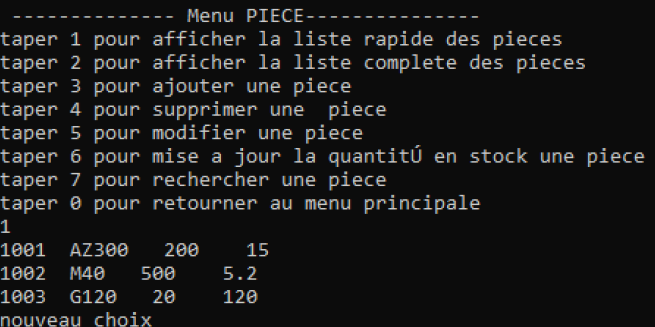 -------------- Menu PIECE---------------
taper 1 pour afficher la liste rapide des pieces
taper 2 pour afficher la liste complete des pieces
taper 3 pour ajouter une piece
taper 4 pour supprimer une  piece
taper 5 pour modifier une piece
taper 6 pour mise a jour la quantitÚ en stock une piece
taper 7 pour rechercher une piece
taper 0 pour retourner au menu principale
1
1001  AZ300   200    15
1002  M40   500    5.2
1003  G120   20    120
nouveau choix